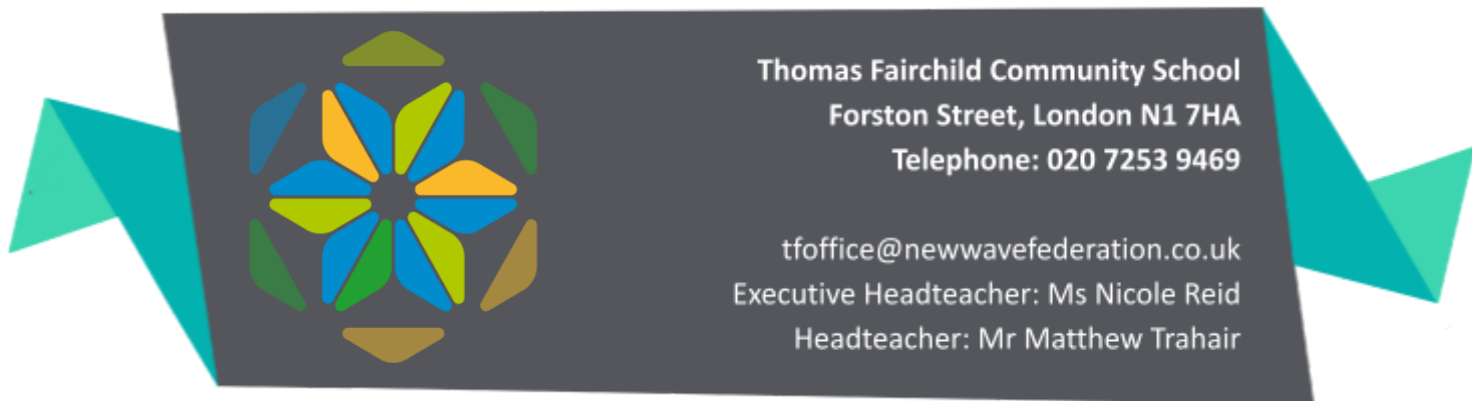 Thomas Fairchild Community School
Forston Street, London N1 7HA
Telephone: 020 7253 9469
tfoffice@newwavefederation.co.uk
Executive Headteacher: Ms Nicole Reid
Headteacher: Mr Matthew Trahair